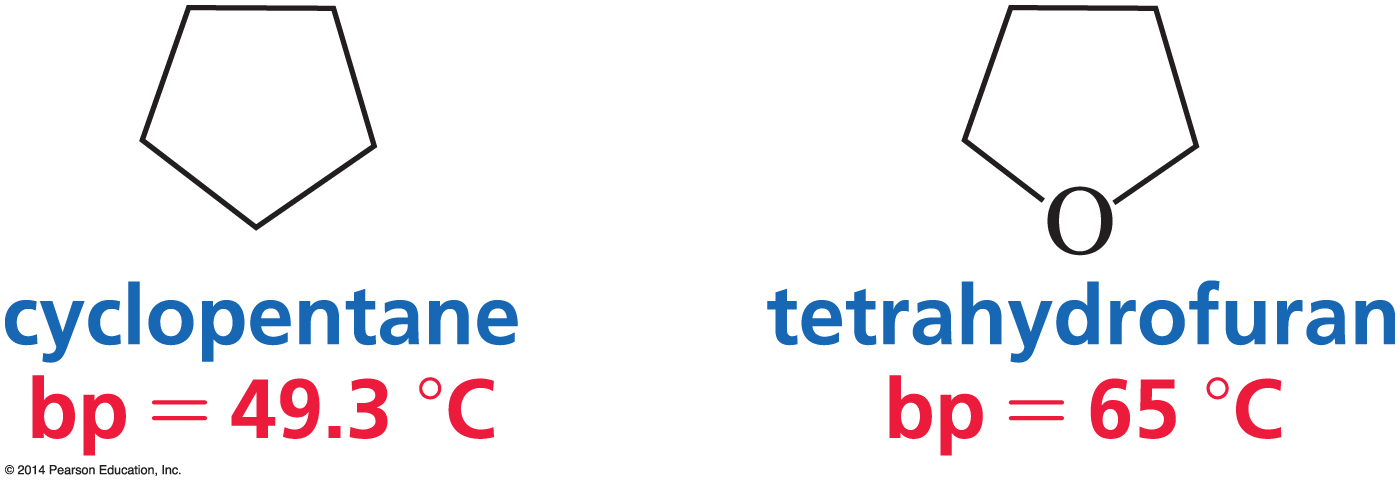 O
cyclopentane
bp = 49.3 °C
tetrahydrofuran
bp = 65 °C
© 2014 Pearson Education, Inc.